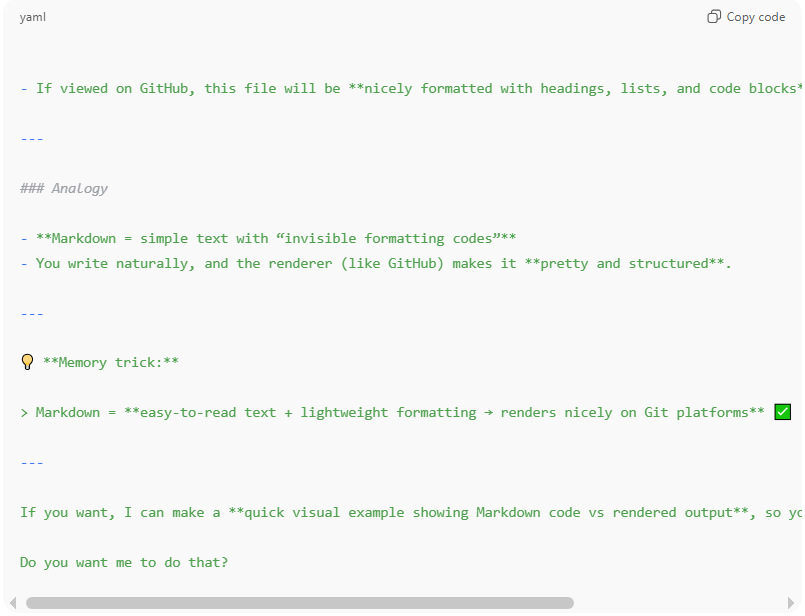 yaml
Copy code
- If viewed on GitHub, this file will be **nicely formatted with headings, lists, and code blocks*
---
### Analogy
- **Markdown = simple text with “invisible formatting codes”**
- You write naturally, and the renderer (like GitHub) makes it **pretty and structured**.
---
💡 **Memory trick:**
> Markdown = **easy-to-read text + lightweight formatting → renders nicely on Git platforms** ✅
---
If you want, I can make a **quick visual example showing Markdown code vs rendered output**, so
Do you want me to do that?